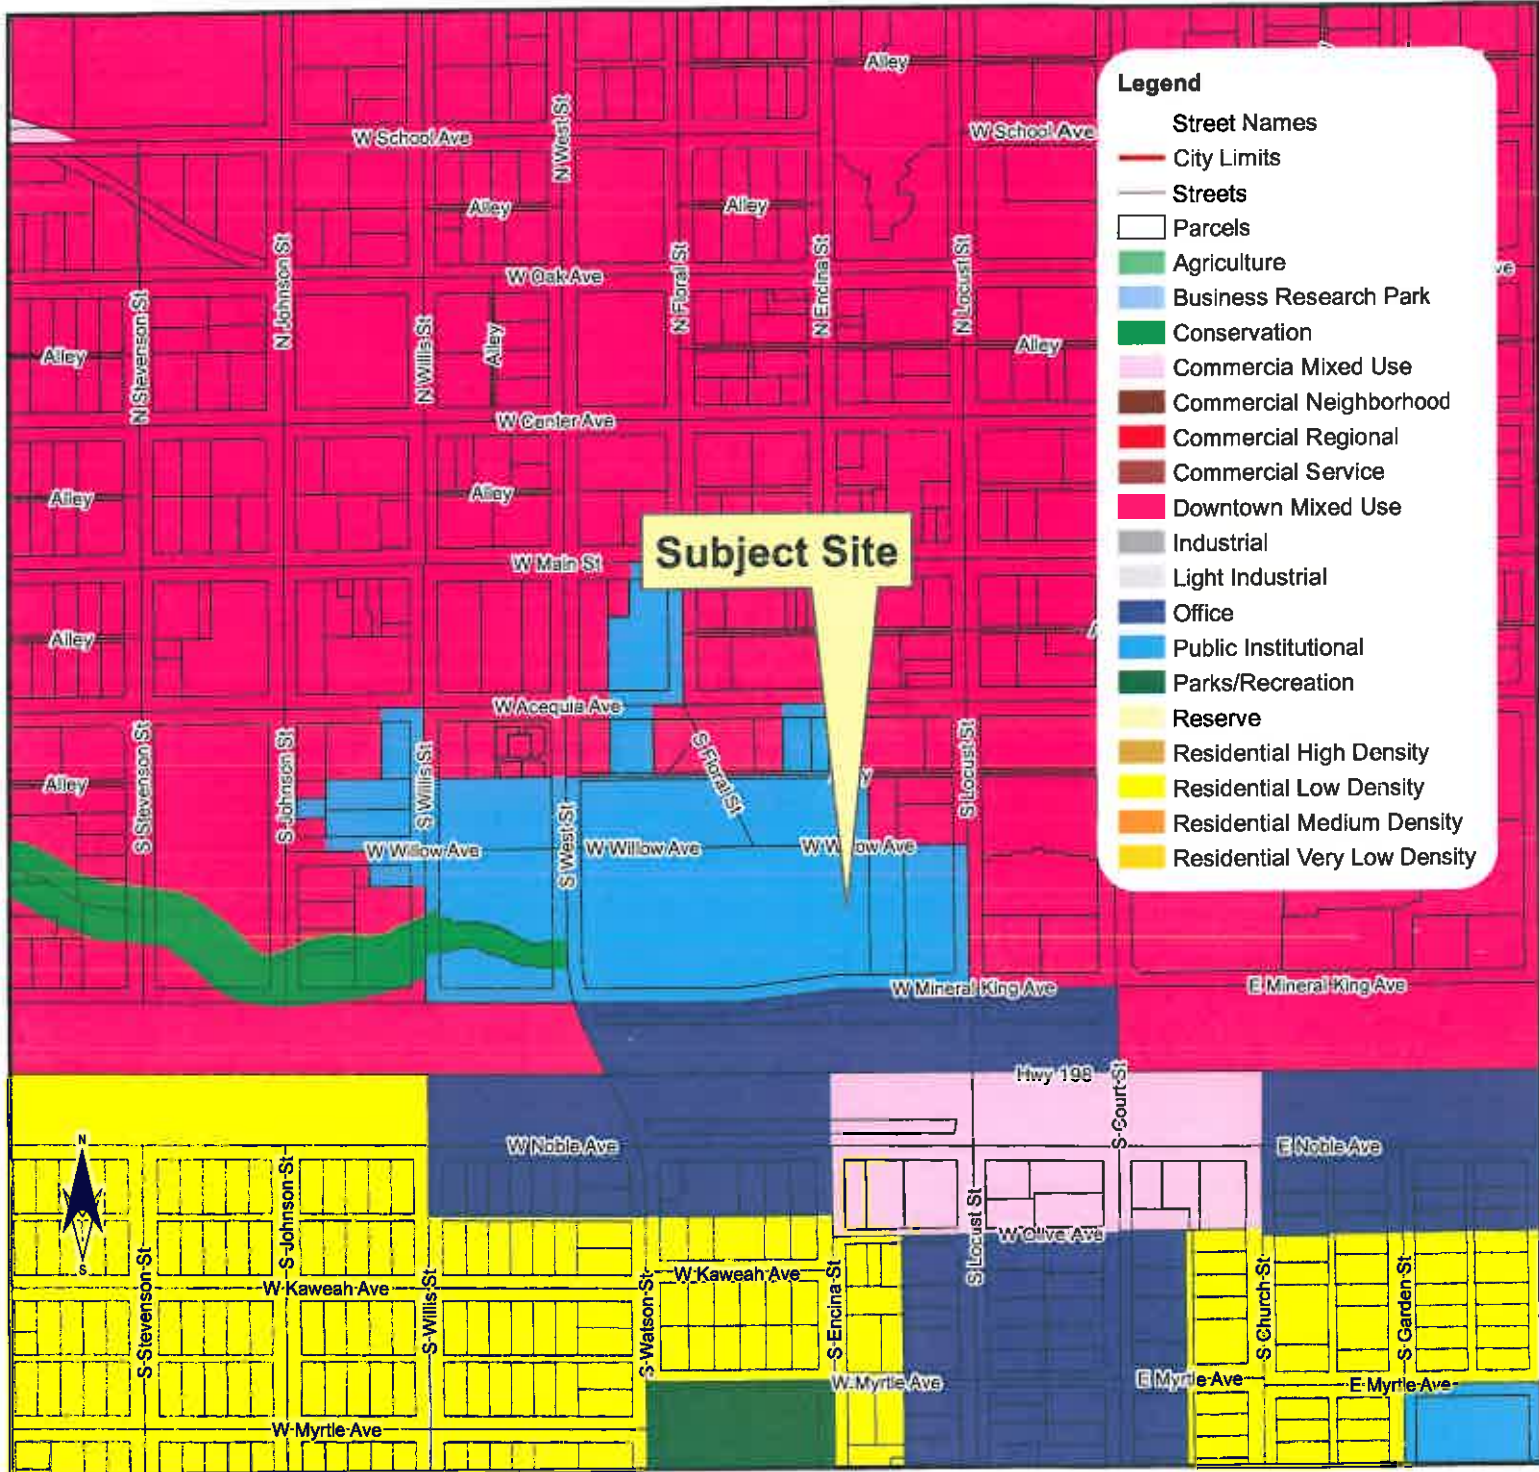 Alley
W School Ave
W School Ave
N West St
Alley
Alley
N Johnson St
N Floral St
N Encina St
N Locust St
W Oak Ave
ve
N Stevenson St
N Willis St
Alley
Alley
Alley
W Center Ave
Alley
Alley
W Main St
Subject Site
Alley
W Acequia Ave
S Stevenson St
S Johnson St
S Willis St
S Floral St
S Locust St
Alley
S West St
W Willow Ave
W Willow Ave
W W ow Ave
W Mineral King Ave
E Mineral King Ave
Hwy 198
S Court St
N
S
W Noble Ave
E Noble Ave
S Johnson St
S Locust St
W Olive Ave
S Stevenson St
W Kaweah Ave
S Willis St
S Watson St
W Kaweah Ave
S Encina St
S Church St
S Garden St
W Myrtle Ave
E Myrtle Ave
E Myrtle Ave
W Myrtle Ave
Legend
Street Names
City Limits
Streets
Parcels
Agriculture
Business Research Park
Conservation
Commercia Mixed Use
Commercial Neighborhood
Commercial Regional
Commercial Service
Downtown Mixed Use
Industrial
Light Industrial
Office
Public Institutional
Parks/Recreation
Reserve
Residential High Density
Residential Low Density
Residential Medium Density
Residential Very Low Density